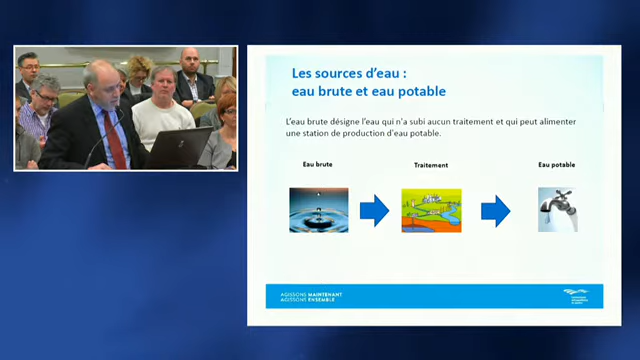 Les sources d'eau :
eau brute et eau potable
L'eau brute désigne l'eau qui n'a subi aucun traitement et qui peut alimenter
une station de production d'eau potable.
Eau brute
Traitement
Eau potable
AGISSONS MAINTENANT
AGISSONS ENSEMBLE